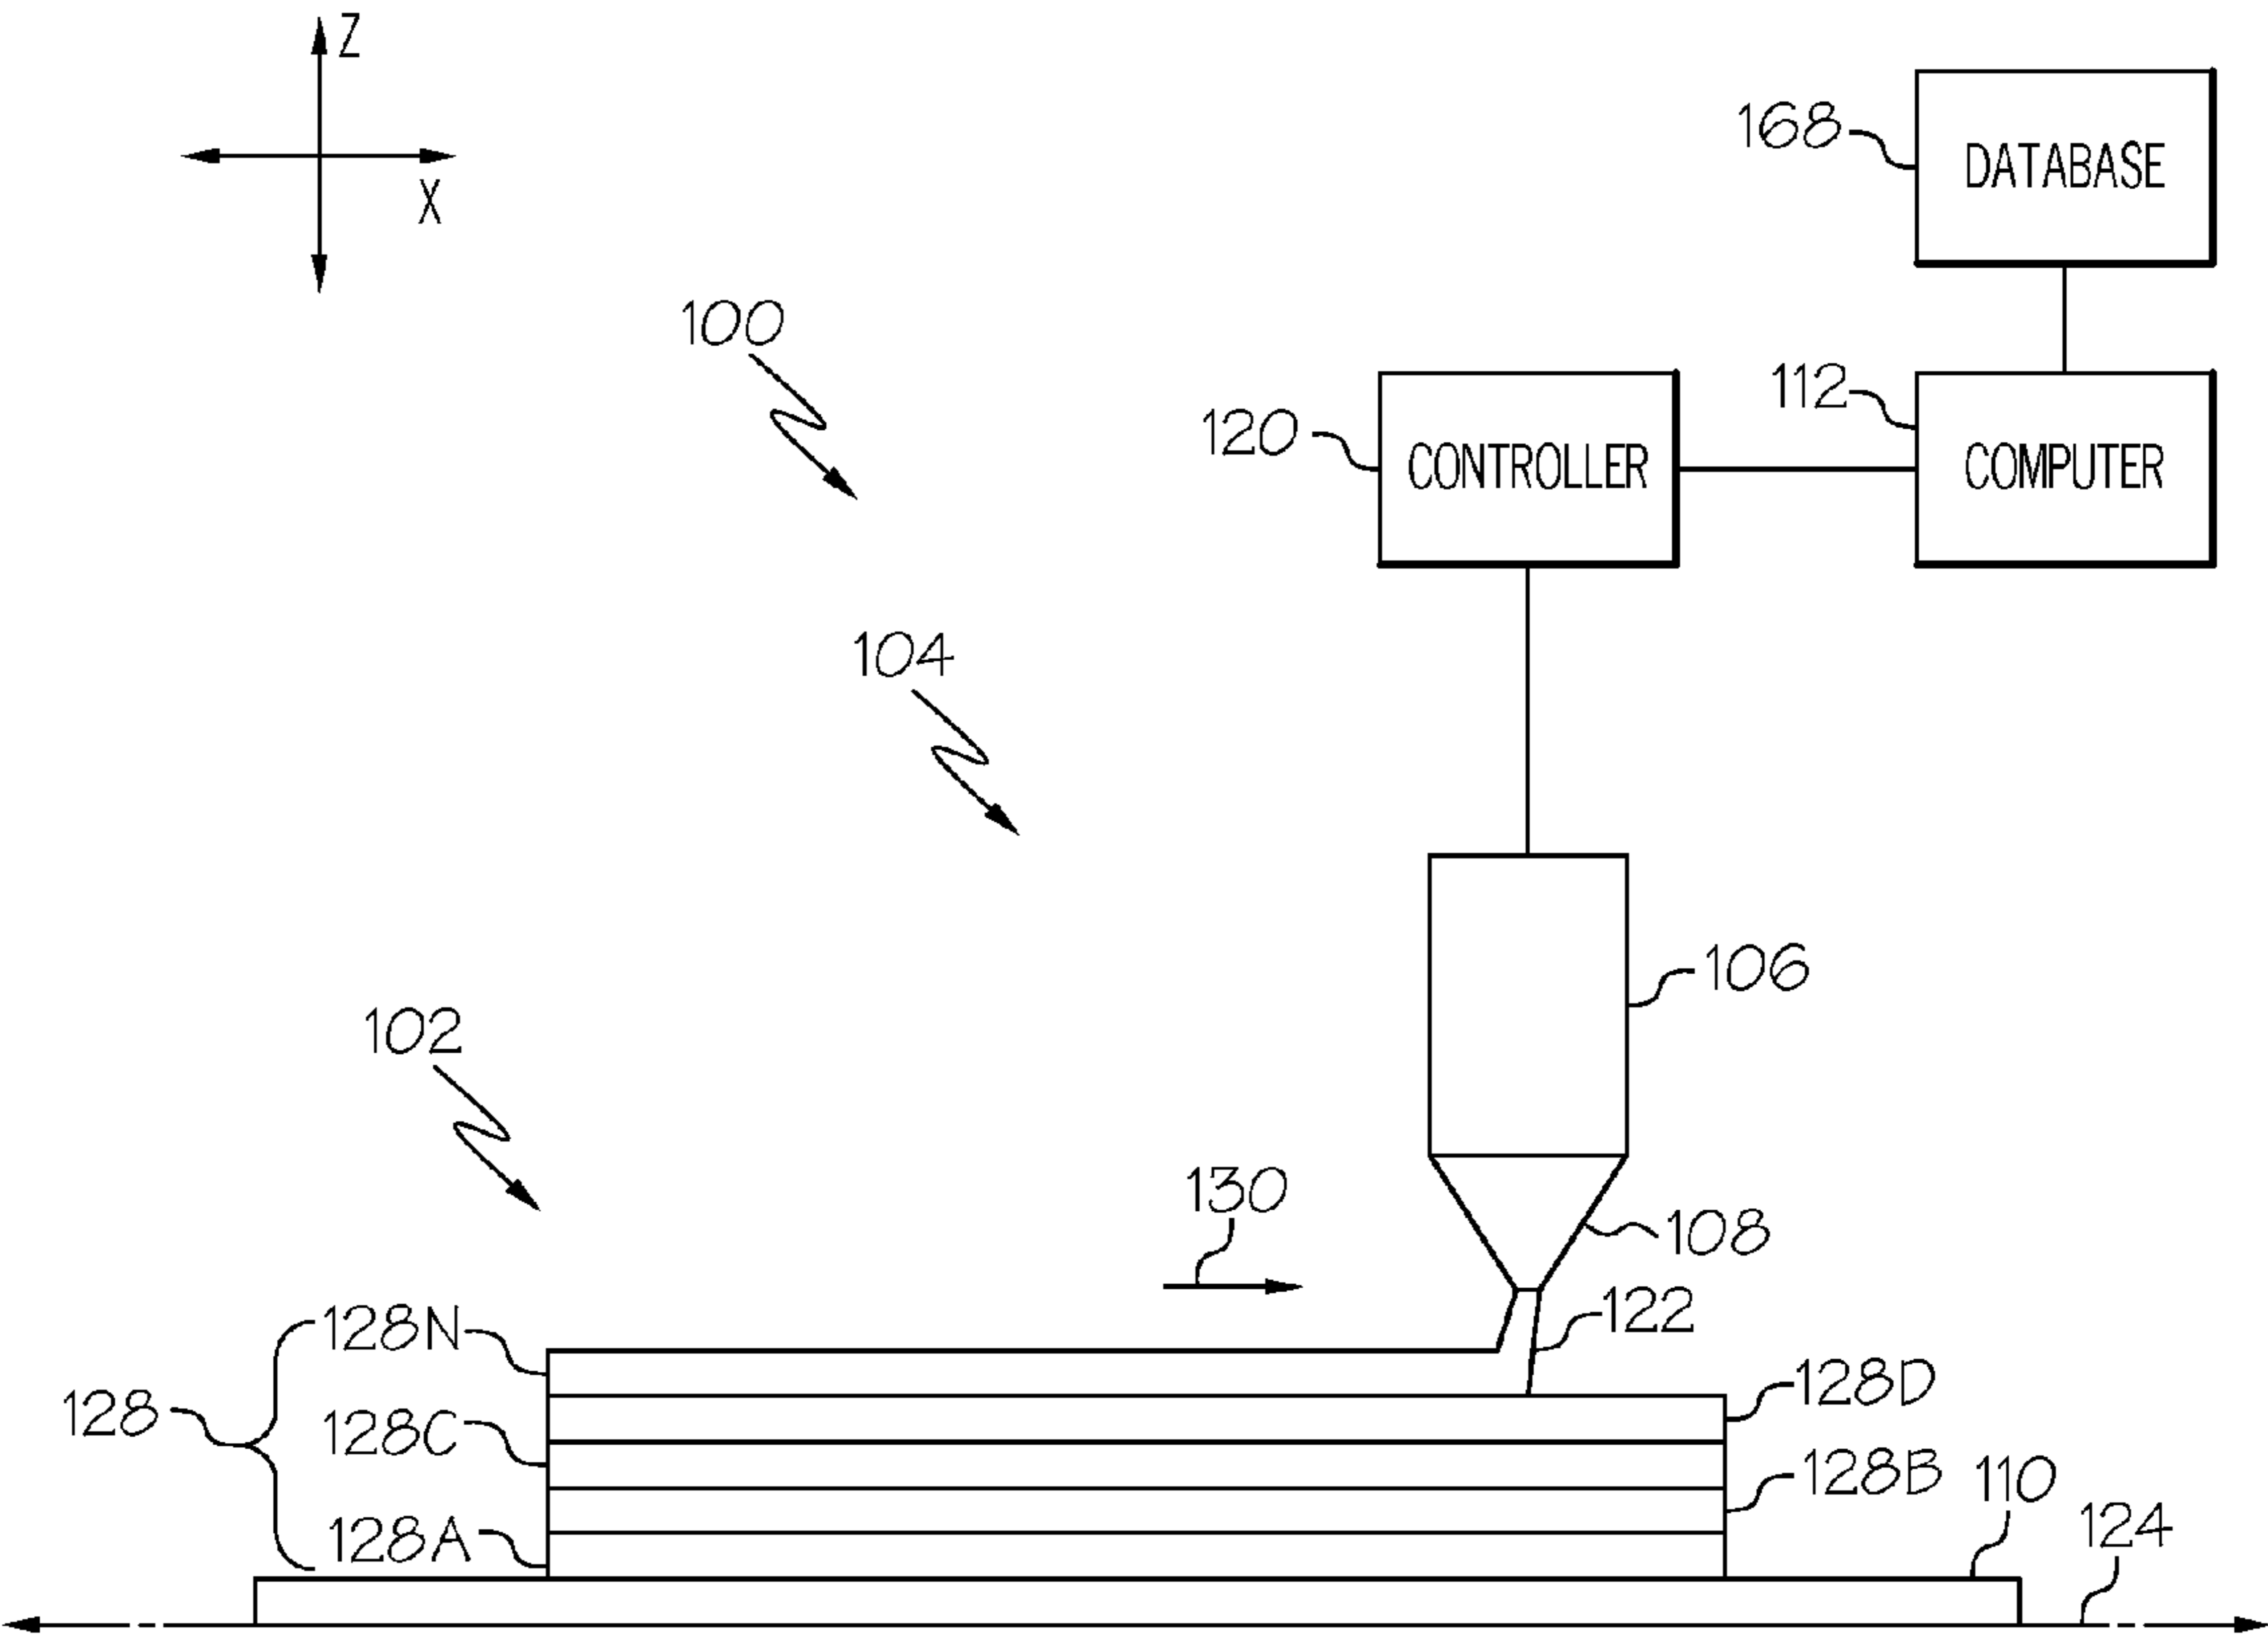 Z
X
168
DATABASE
100
112
120
CONTROLLER
COMPUTER
104
106
102
130
108
122
128N
128D
128
128C
128B
110
128A
124